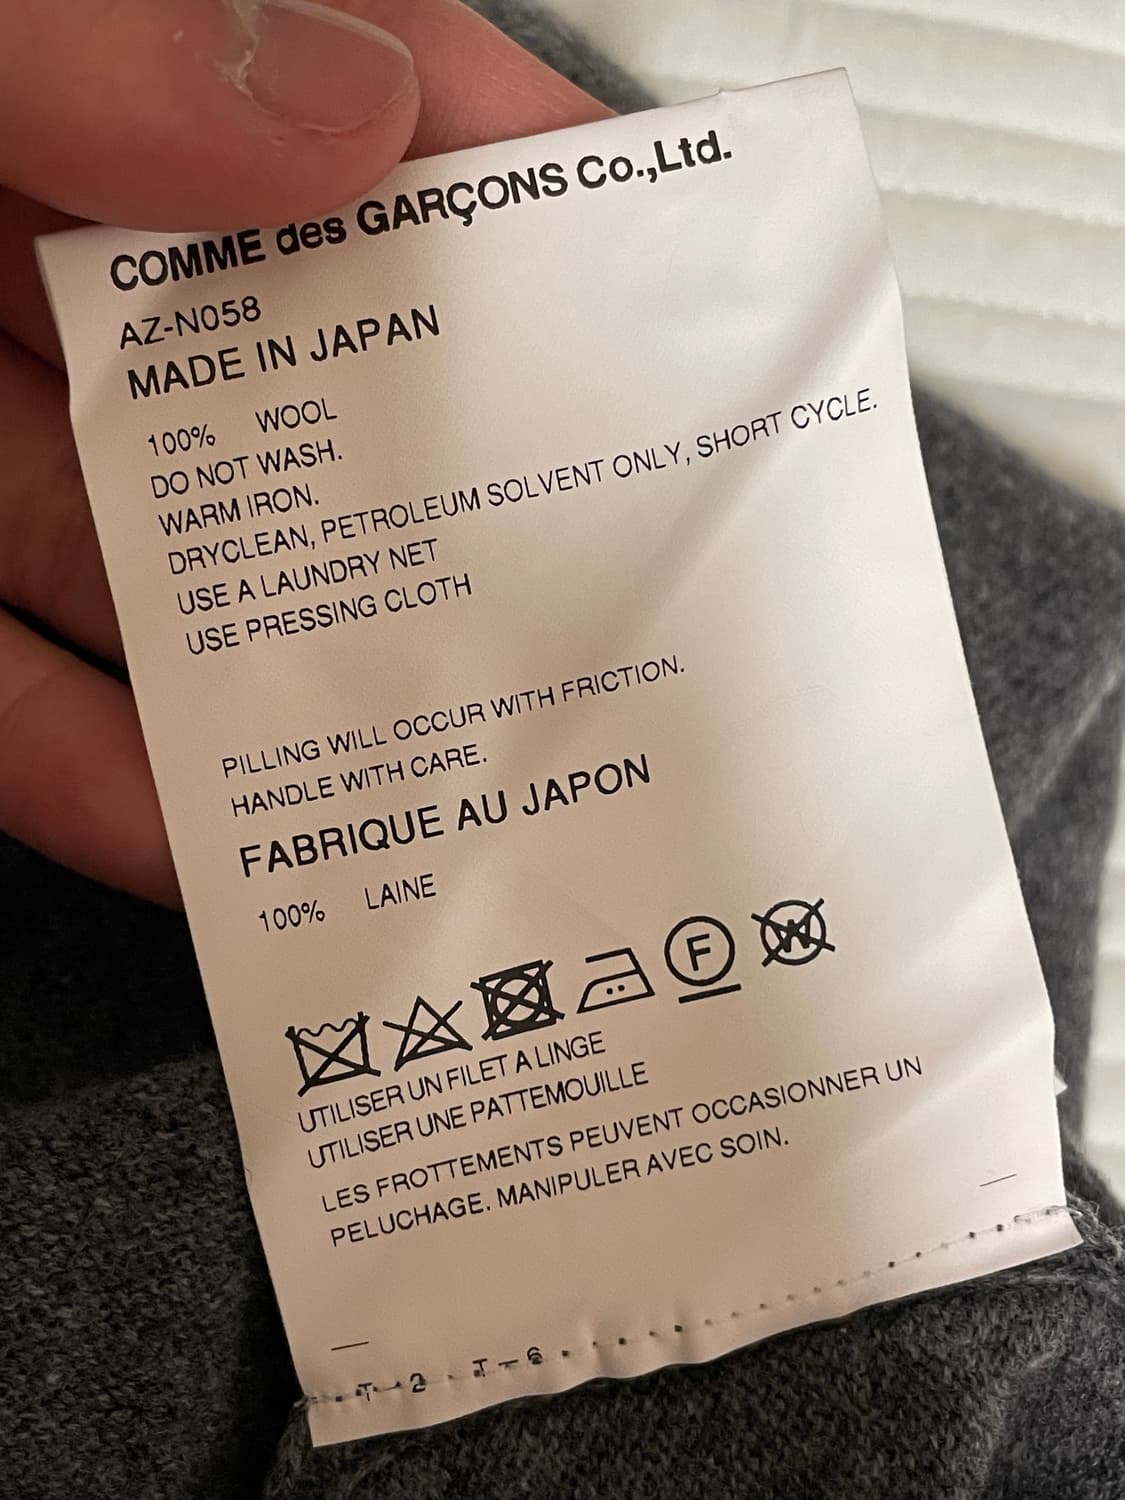 COMME des GARÇONS Co.,Ltd.
AZ-N058
MADE IN JAPAN
100% WOOL
DO NOT WASH.
WARM IRON.
DRYCLEAN, PETROLEUM SOLVENT ONLY, SHORT CYCLE.
USE A LAUNDRY NET
USE PRESSING CLOTH
PILLING WILL OCCUR WITH FRICTION.
HANDLE WITH CARE.
FABRIQUE AU JAPON
100% LAINE
F W
UTILISER UN FILET A LINGE
UTILISER UNE PATTEMOUILLE
LES FROTTEMENTS PEUVENT OCCASIONNER UN
PELUCHAGE. MANIPULER AVEC SOIN.
T-2 T-6